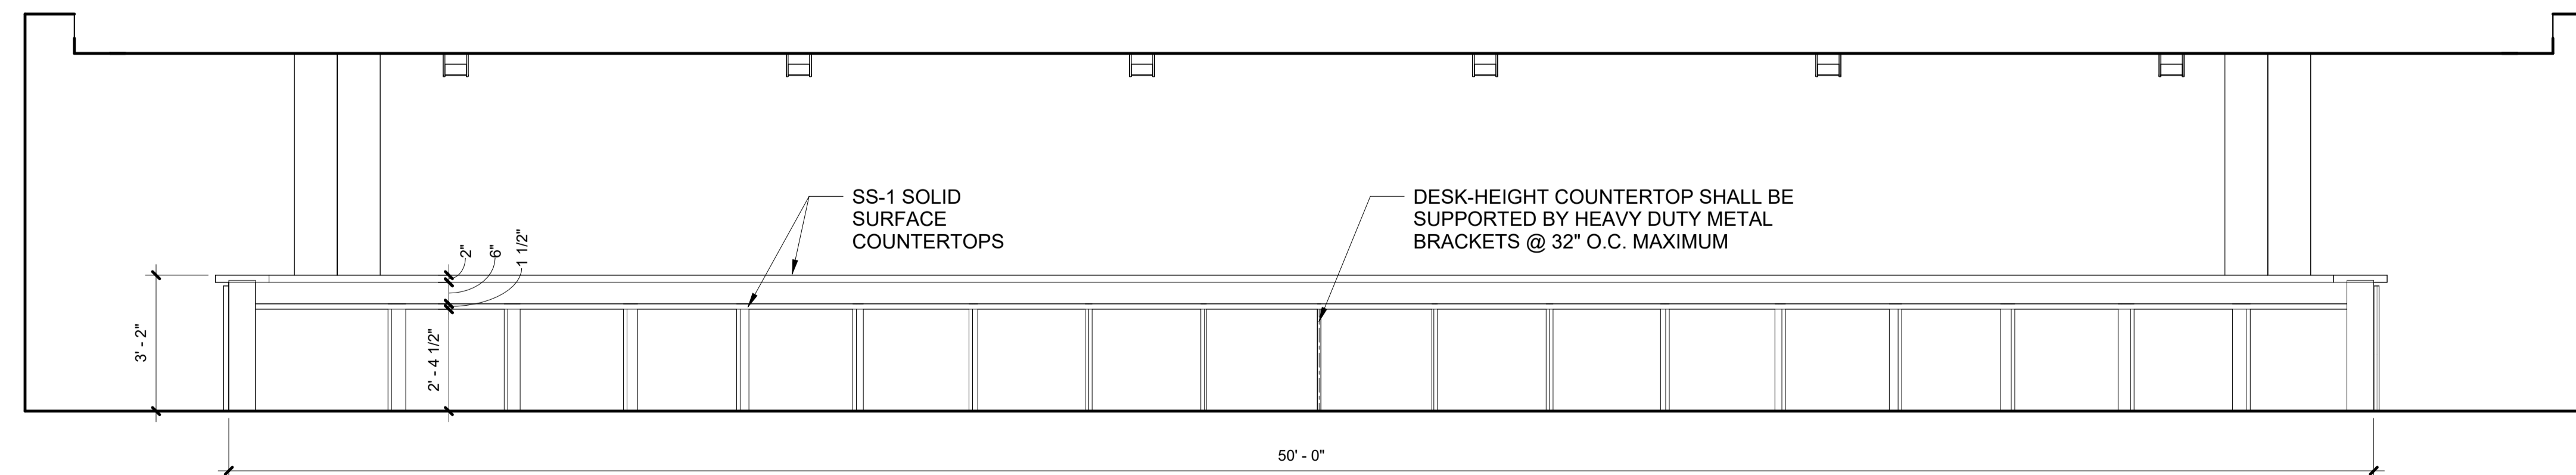 SS-1 SOLID
SURFACE
COUNTERTOPS
DESK-HEIGHT COUNTERTOP SHALL BE
SUPPORTED BY HEAVY DUTY METAL
BRACKETS @ 32" O.C. MAXIMUM
2"
6"
1 1/2"
3' - 2"
2' - 4 1/2"
50' - 0"